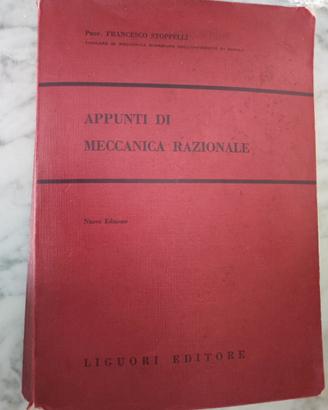 Prof. FRANCESCO STOPPELLI
APPUNTI DI
MECCANICA RAZIONALE
Nuova Edizione
LIGUORI EDITORE